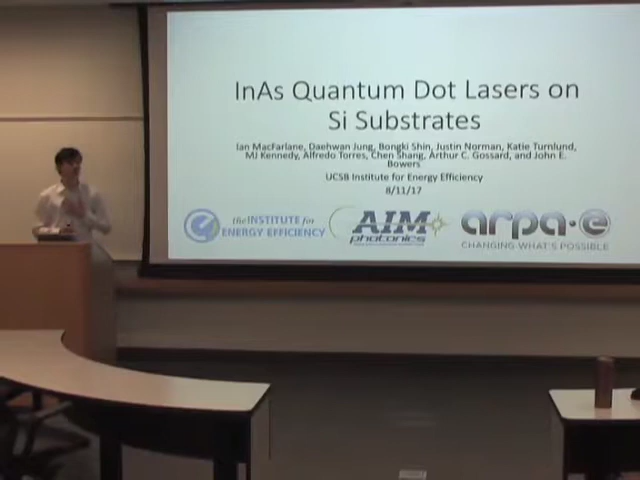 InAs Quantum Dot Lasers on
Si Substrates
Ian MacFarlane, Daehwan Jung, Bongki Shin, Justin Norman, Katie Turnlund,
MJ Kennedy, Alfredo Torres, Chen Shang, Arthur C. Gossard, and John E.
Bowers
UCSB Institute for Energy Efficiency
8/11/17
the INSTITUTE for
ENERGY EFFICIENCY
AIM
photonics
arpa·e
CHANGING WHAT'S POSSIBLE